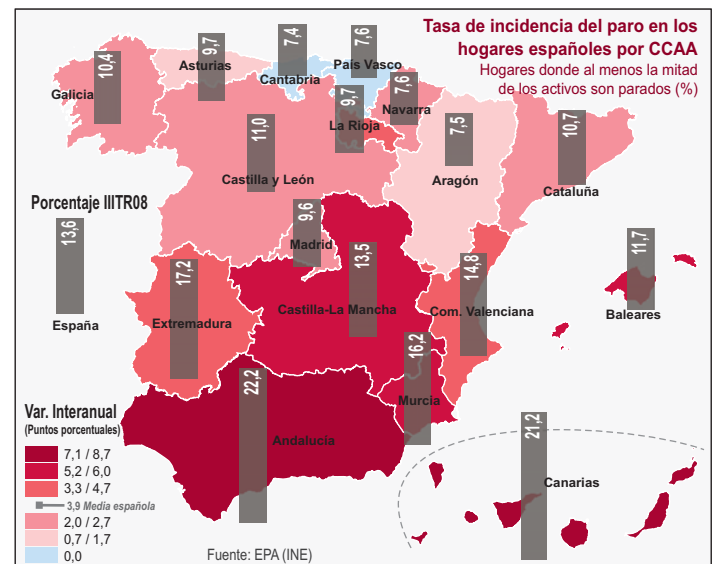 Tasa de incidencia del paro en los
hogares españoles por CCAA
Hogares donde al menos la mitad
de los activos son parados (%)
Galicia
10,4
Asturias
9,7
Cantabria
7,4
País Vasco
7,6
Navarra
7,6
La Rioja
9,7
Castilla y León
11,0
Aragón
7,5
Cataluña
10,7
Porcentaje IIITR08
13,6
España
Madrid
9,6
Extremadura
17,2
Castilla-La Mancha
13,5
Com. Valenciana
14,8
Baleares
11,7
Murcia
16,2
Andalucía
22,2
Canarias
21,2
Var. Interanual
(Puntos porcentuales)
7,1 / 8,7
5,2 / 6,0
3,3 / 4,7
3,9 Media española
2,0 / 2,7
0,7 / 1,7
0,0
Fuente: EPA (INE)